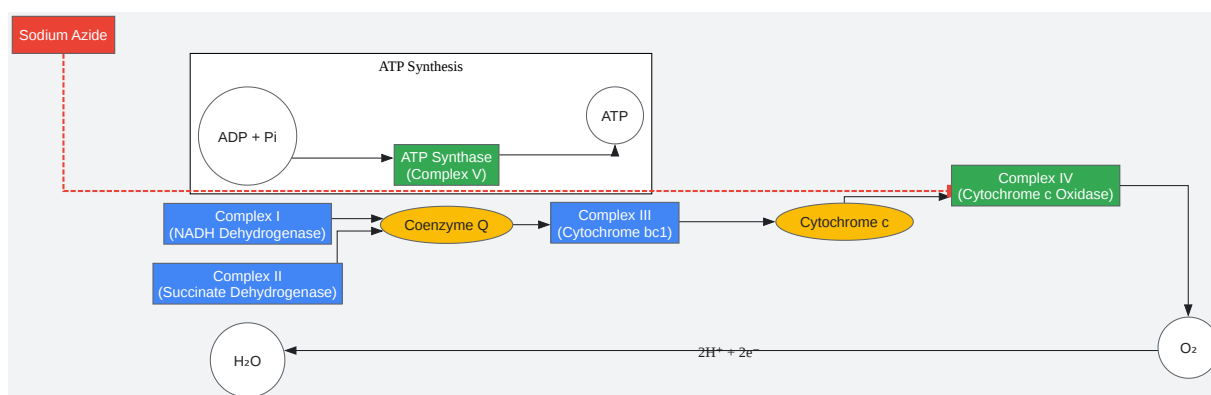 Sodium Azide
ATP Synthesis
ADP + Pi
ATP
ATP Synthase
(Complex V)
Complex IV
(Cytochrome c Oxidase)
Complex I
(NADH Dehydrogenase)
Coenzyme Q
Complex III
(Cytochrome bc1)
Cytochrome c
Complex II
(Succinate Dehydrogenase)
H₂O
2H⁺ + 2e⁻
O₂